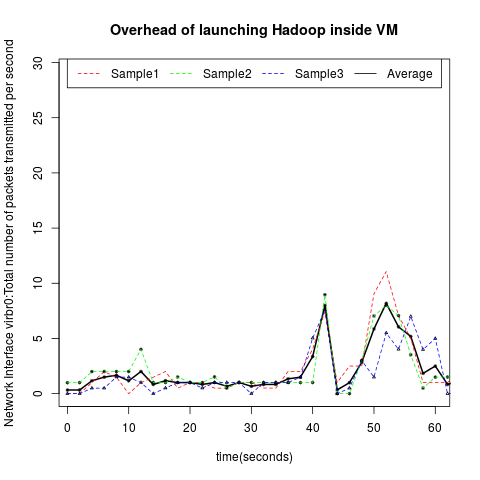 Overhead of launching Hadoop inside VM
Network Interface virbr0:Total number of packets transmitted per second
Sample1 Sample2 Sample3 Average
30
25
20
15
10
5
0
0 10 20 30 40 50 60
time(seconds)